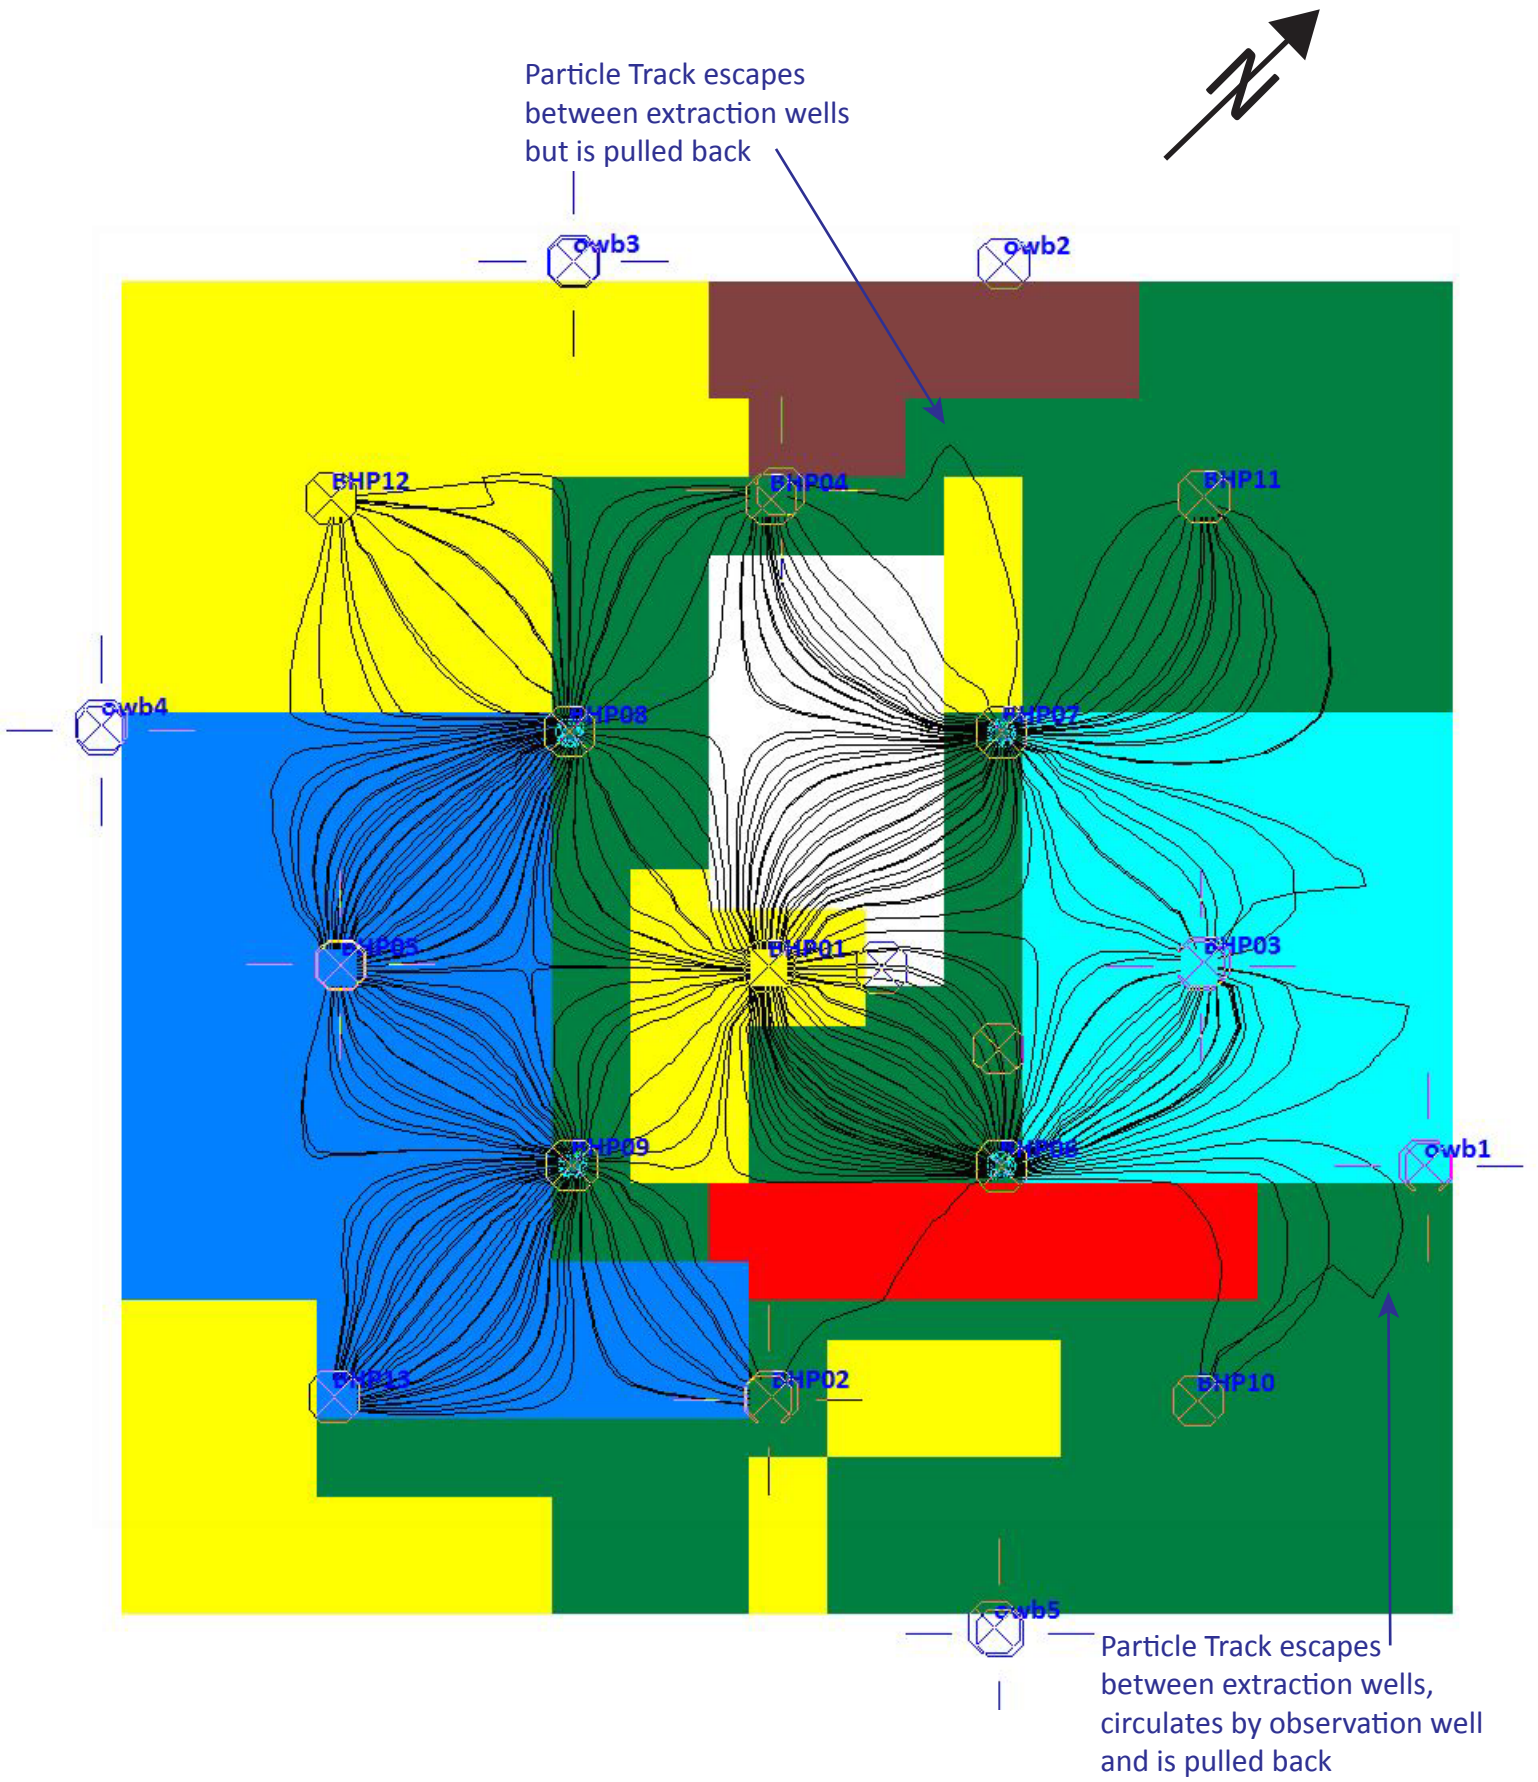 N
Particle Track escapes
between extraction wells
but is pulled back
owb3
owb2
BHP12
BHP04
BHP11
owb4
BHP08
BHP07
BHP05
BHP01
BHP03
BHP09
BHP06
owb1
BHP13
BHP02
BHP10
owb5
Particle Track escapes
between extraction wells,
circulates by observation well
and is pulled back